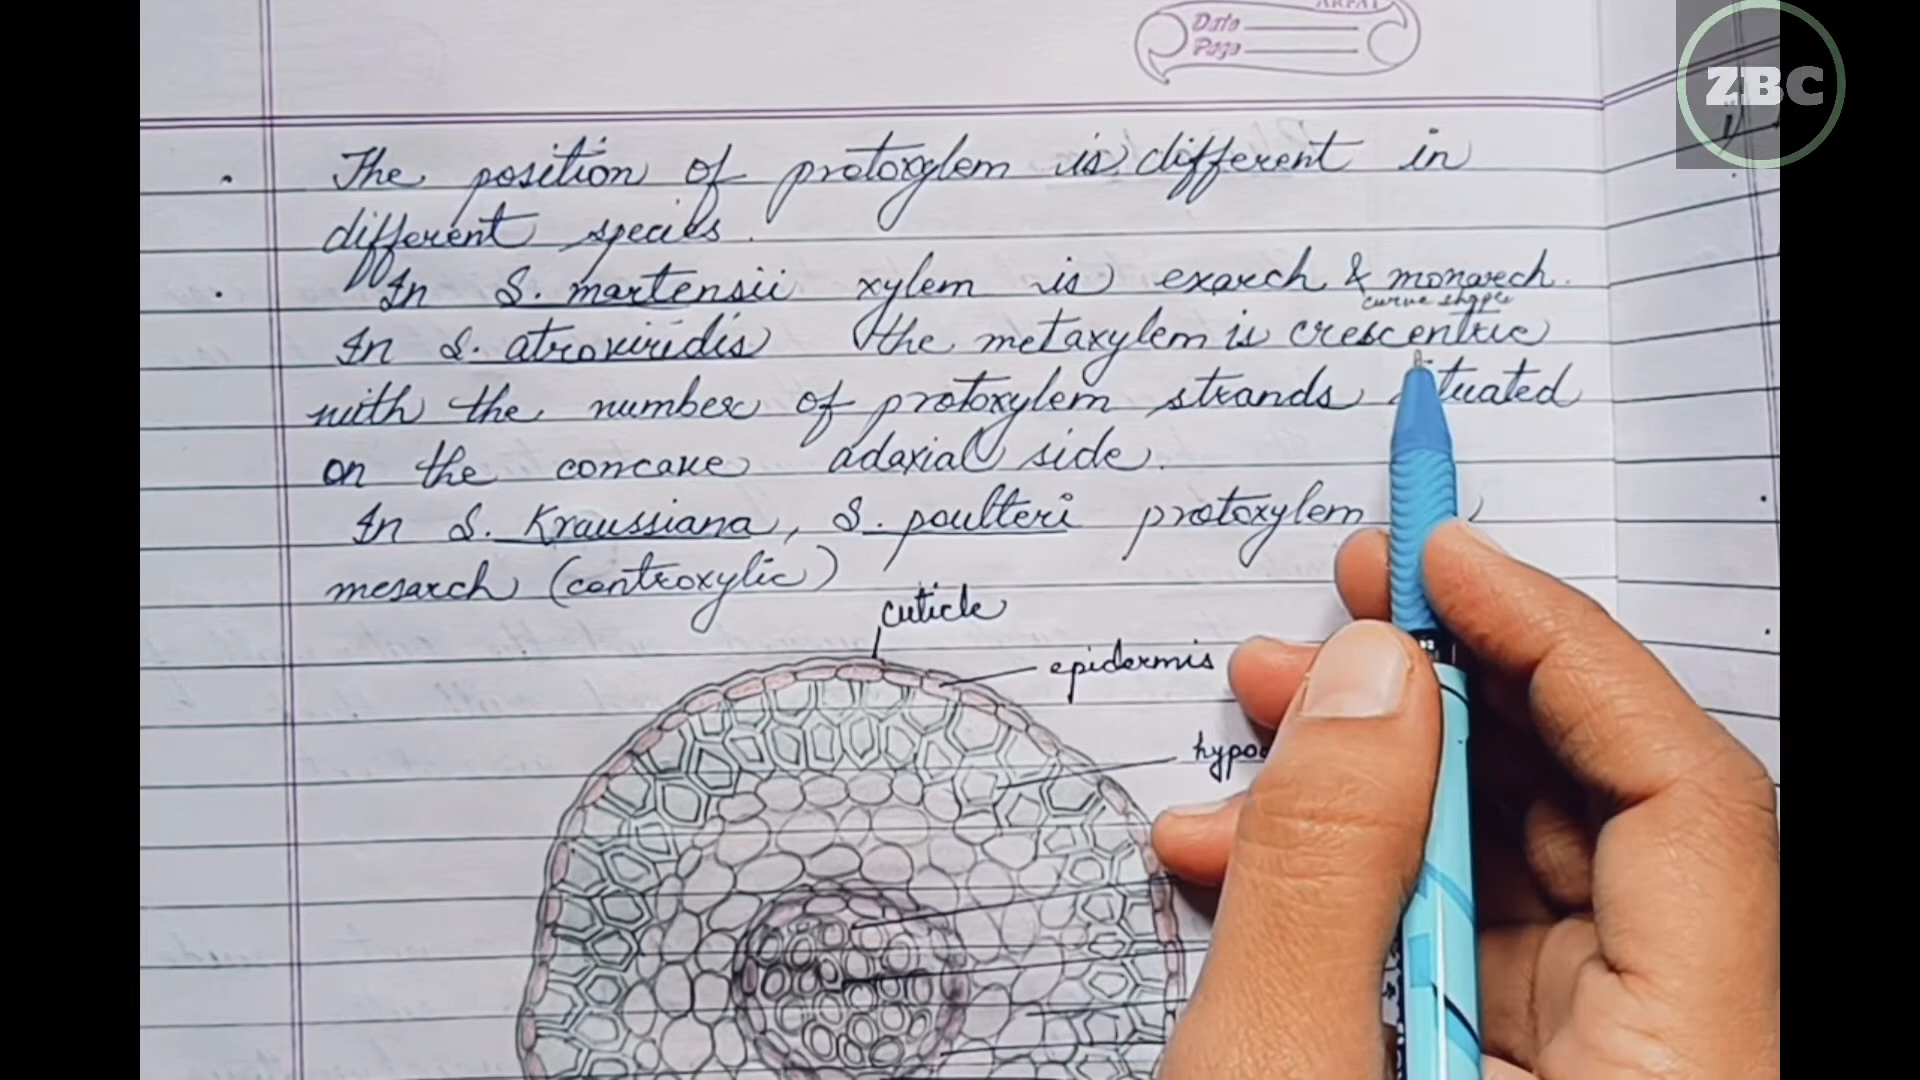 Date
Page
ZBC
The position of protoxylem is different in
different species.
In S. martensii xylem is exarch & monarch.
curve shape
In S. atroviridis the metaxylem is crescentric
with the number of protoxylem strands situated
on the concave adaxial side.
In S. Kraussiana, S. poulteri protoxylem
mesarch (centroxylic)
cuticle
epidermis
hypod